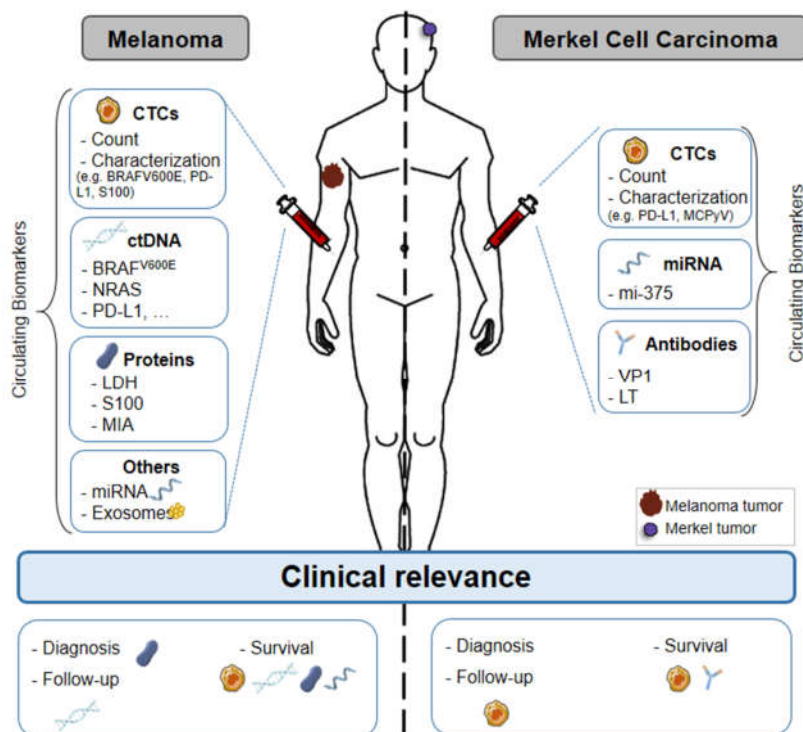 Melanoma
Merkel Cell Carcinoma
Circulating Biomarkers
CTCs
- Count
- Characterization
(e.g. BRAFV600E, PD-
L1, S100)
ctDNA
- BRAFV600E
- NRAS
- PD-L1, ...
Proteins
- LDH
- S100
- MIA
Others
- miRNA
- Exosomes
CTCs
- Count
- Characterization
(e.g. PD-L1, MCPyV)
miRNA
- mi-375
Antibodies
- VP1
- LT
Circulating Biomarkers
Melanoma tumor
Merkel tumor
Clinical relevance
- Diagnosis
- Follow-up
- Survival
- Diagnosis
- Follow-up
- Survival